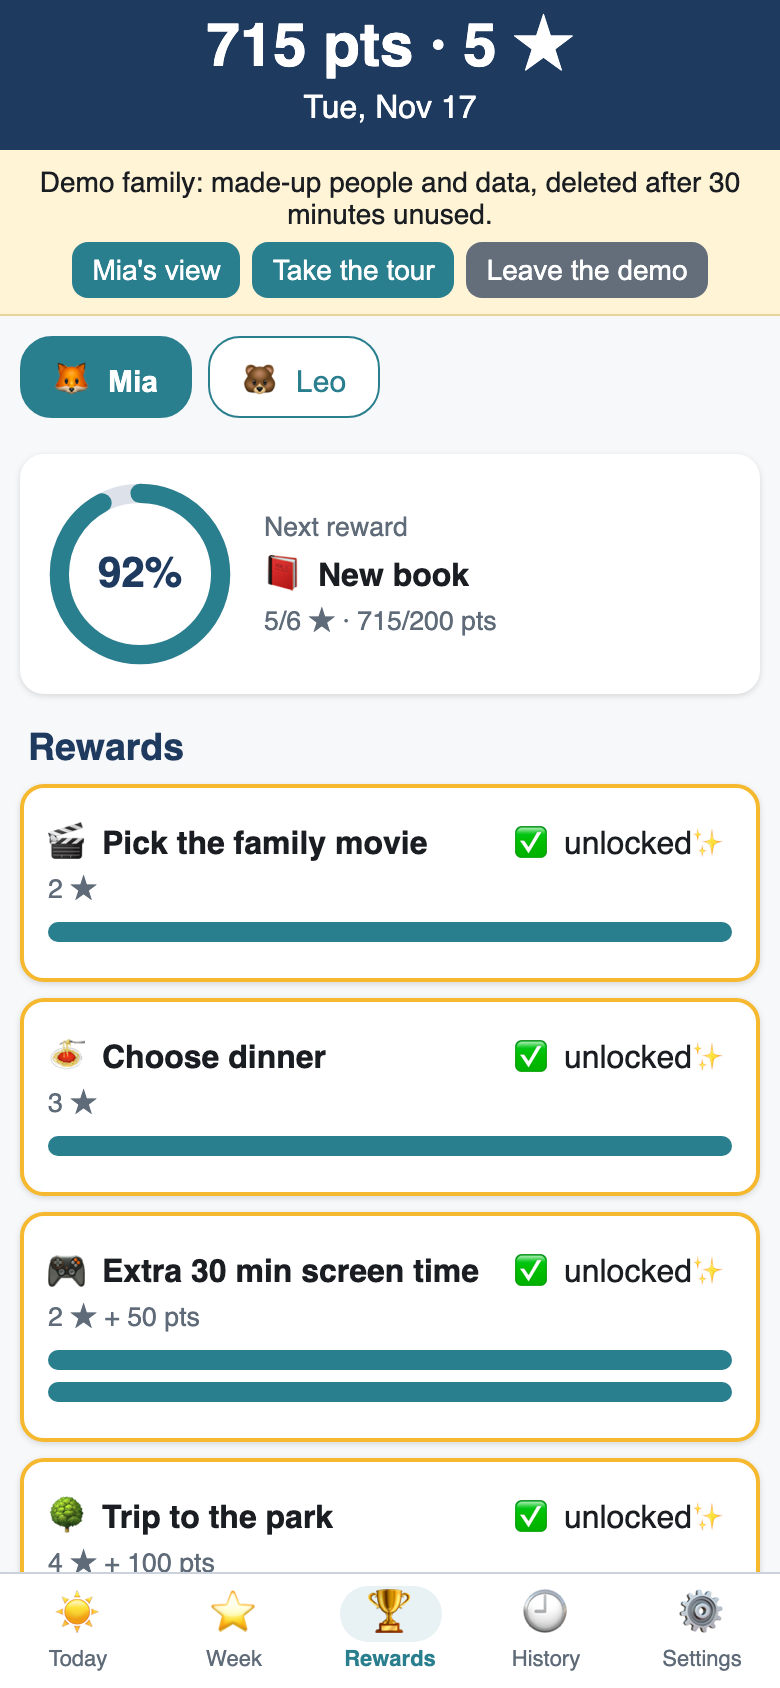 715 pts · 5 ★
Tue, Nov 17
Demo family: made-up people and data, deleted after 30
minutes unused.
Mia's view
Take the tour
Leave the demo
Mia
Leo
92%
Next reward
New book
5/6 ★ · 715/200 pts
Rewards
Pick the family movie
unlocked
2 ★
Choose dinner
unlocked
3 ★
Extra 30 min screen time
unlocked
2 ★ + 50 pts
Trip to the park
unlocked
4 ★ + 100 pts
Today
Week
Rewards
History
Settings